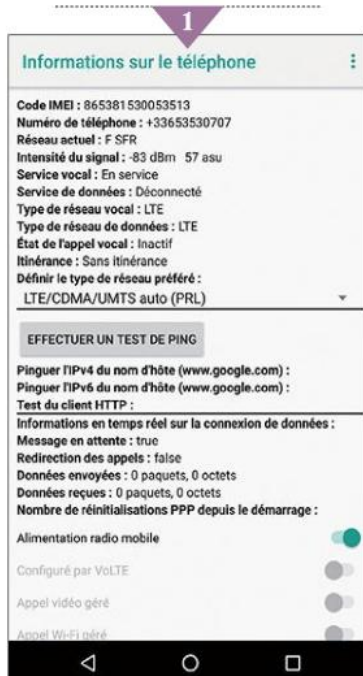 1
Informations sur le téléphone
Code IMEI : 865381530053513
Numéro de téléphone : +33653530707
Réseau actuel : F SFR
Intensité du signal : -83 dBm 57 asu
Service vocal : En service
Service de données : Déconnecté
Type de réseau vocal : LTE
Type de réseau de données : LTE
État de l'appel vocal : Inactif
Itinérance : Sans itinérance
Définir le type de réseau préféré :
LTE/CDMA/UMTS auto (PRL)
EFFECTUER UN TEST DE PING
Pinguer l'IPv4 du nom d'hôte (www.google.com) :
Pinguer l'IPv6 du nom d'hôte (www.google.com) :
Test du client HTTP :
Informations en temps réel sur la connexion de données :
Message en attente : true
Redirection des appels : false
Données envoyées : 0 paquets, 0 octets
Données reçues : 0 paquets, 0 octets
Nombre de réinitialisations PPP depuis le démarrage :
Alimentation radio mobile
Configuré par VoLTE
Appel vidéo géré
Appel Wi-Fi géré